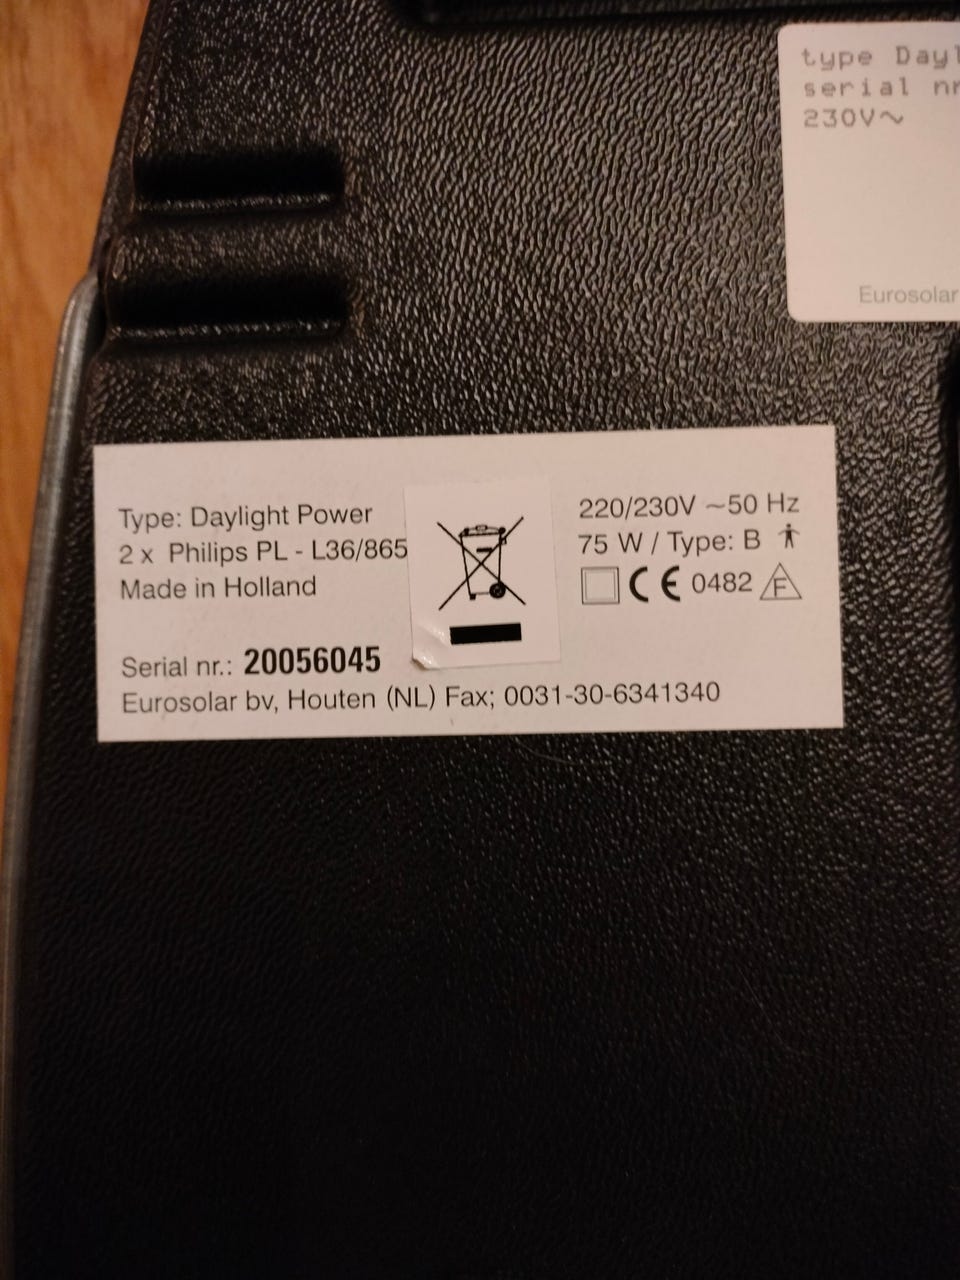 type Dayl
serial nr
230V~
Eurosolar
Type: Daylight Power
2 x Philips PL - L36/865
Made in Holland
Serial nr.: 20056045
Eurosolar bv, Houten (NL) Fax; 0031-30-6341340
220/230V ~50 Hz
75 W / Type: B
CE 0482 F